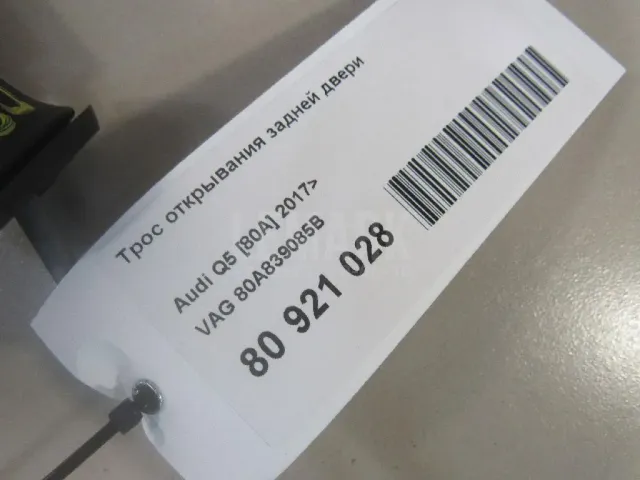 Трос открывания задней двери
Audi Q5 [80A] 2017>
VAG 80A839085B
80 921 028